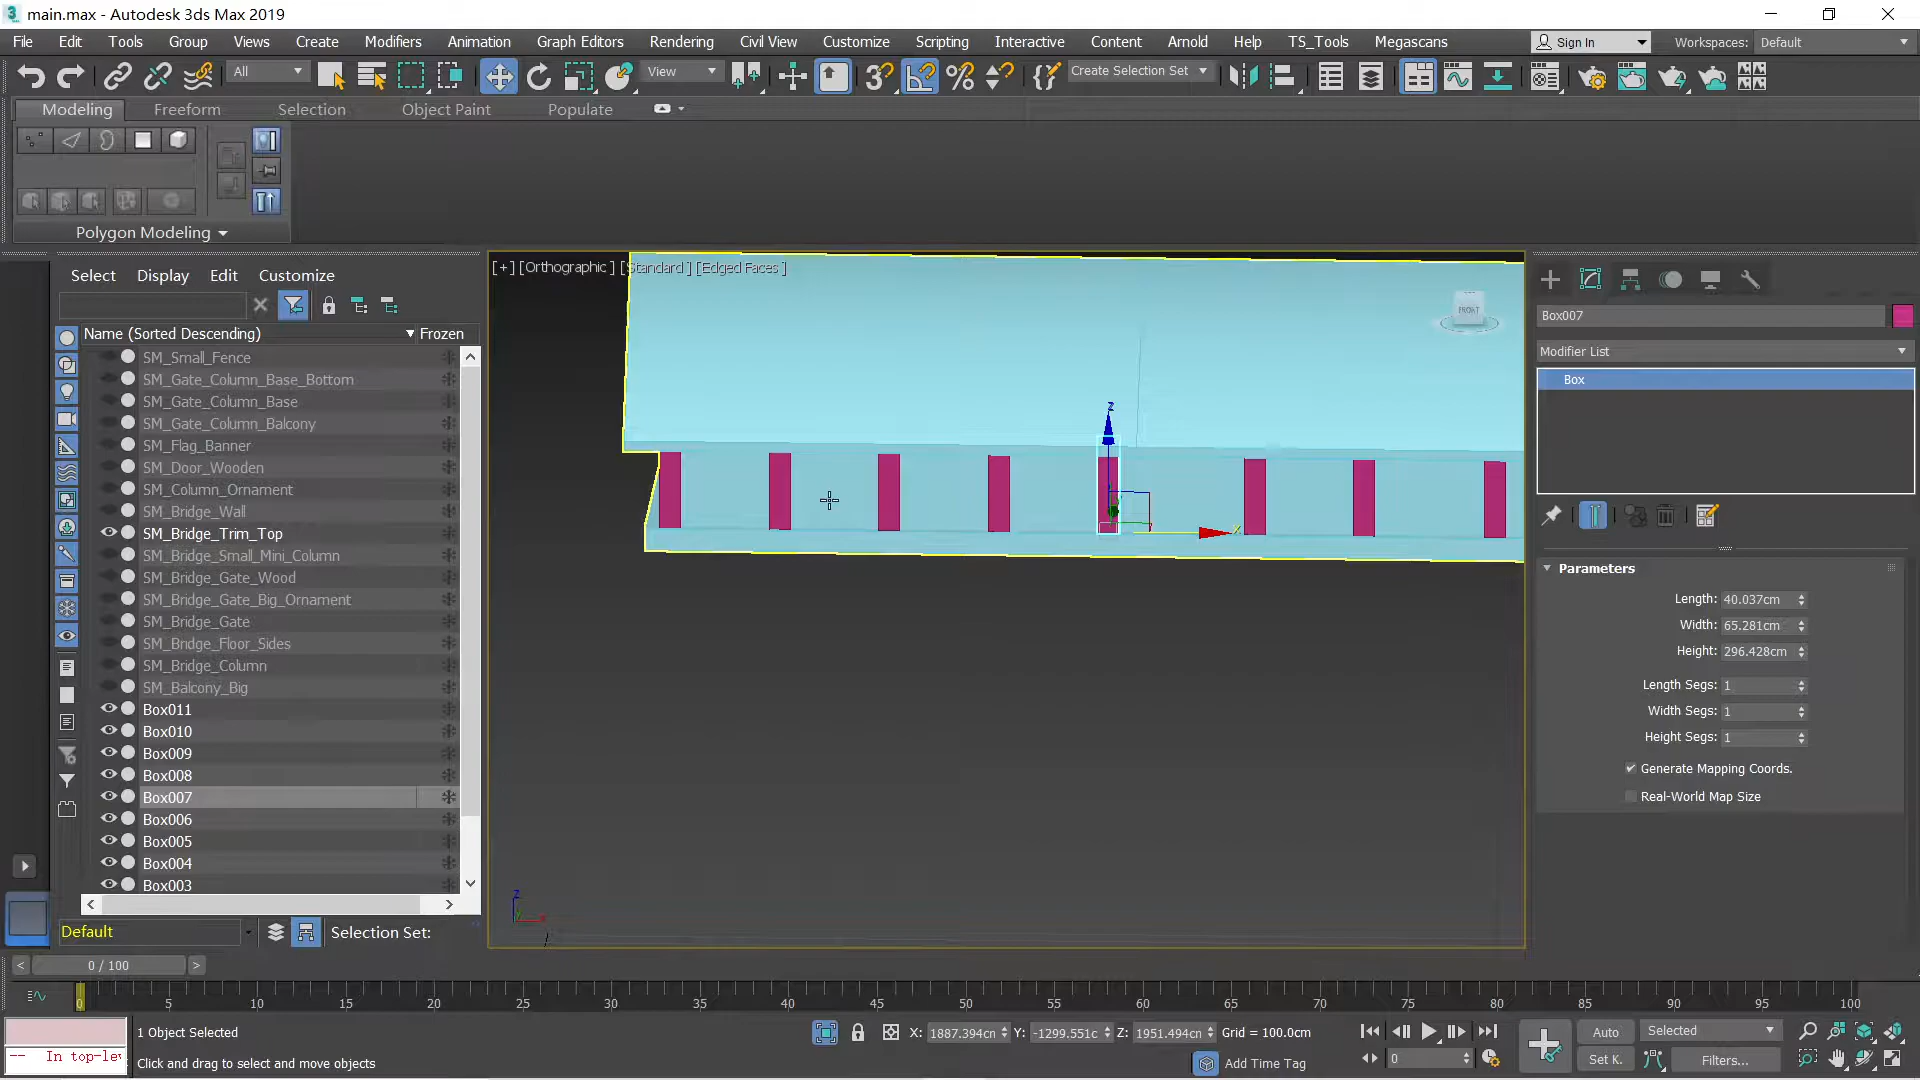 main.max - Autodesk 3ds Max 2019
File Edit Tools Group Views Create Modifiers Animation Graph Editors Rendering Civil View Customize Scripting Interactive Content Arnold Help TS_Tools Megascans Sign In Workspaces: Default
All View Create Selection Set
Modeling Freeform Selection Object Paint Populate
Polygon Modeling
Select Display Edit Customize
Name (Sorted Descending) Frozen
SM_Small_Fence
SM_Gate_Column_Base_Bottom
SM_Gate_Column_Base
SM_Gate_Column_Balcony
SM_Flag_Banner
SM_Door_Wooden
SM_Column_Ornament
SM_Bridge_Wall
SM_Bridge_Trim_Top
SM_Bridge_Small_Mini_Column
SM_Bridge_Gate_Wood
SM_Bridge_Gate_Big_Ornament
SM_Bridge_Gate
SM_Bridge_Floor_Sides
SM_Bridge_Column
SM_Balcony_Big
Box011
Box010
Box009
Box008
Box007
Box006
Box005
Box004
Box003
Default Selection Set:
[+] [Orthographic ] [Standard ] [Edged Faces ]
FRONT
z
x
z
Box007
Modifier List
Box
Parameters
Length: 40.037cm
Width: 65.281cm
Height: 296.428cm
Length Segs: 1
Width Segs: 1
Height Segs: 1
Generate Mapping Coords.
Real-World Map Size
< 0 / 100 >
0 5 10 15 20 25 30 35 40 45 50 55 60 65 70 75 80 85 90 95 100
1 Object Selected
X: 1887.394cn Y: -1299.551c Z: 1951.494cn Grid = 100.0cm
Auto Selected
-- In top-lev
Click and drag to select and move objects
Add Time Tag
0
Set K. Filters...